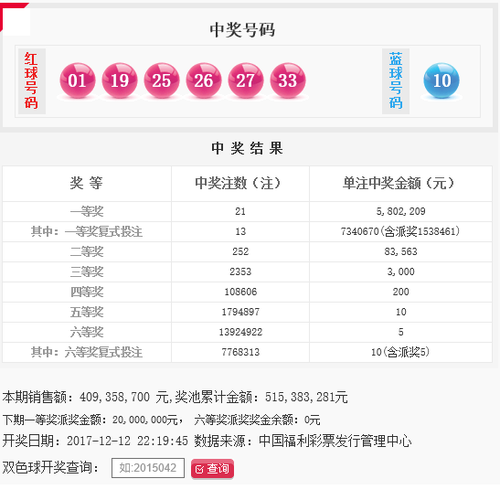 中奖号码
红球号码 01 19 25 26 27 33 蓝球号码 10
中 奖 结 果
奖 等 中奖注数（注） 单注中奖金额（元）
一等奖 21 5,802,209
其中：一等奖复式投注 13 7340670(含派奖1538461)
二等奖 252 83,563
三等奖 2353 3,000
四等奖 108606 200
五等奖 1794897 10
六等奖 13924922 5
其中：六等奖复式投注 7768313 10(含派奖5)
本期销售额：409,358,700 元,奖池累计金额：515,383,281元
下期一等奖派奖金额：20,000,000元， 六等奖派奖奖金余额：0元
开奖日期：2017-12-12 22:19:45 数据来源：中国福利彩票发行管理中心
双色球开奖查询： 如:2015042 查询